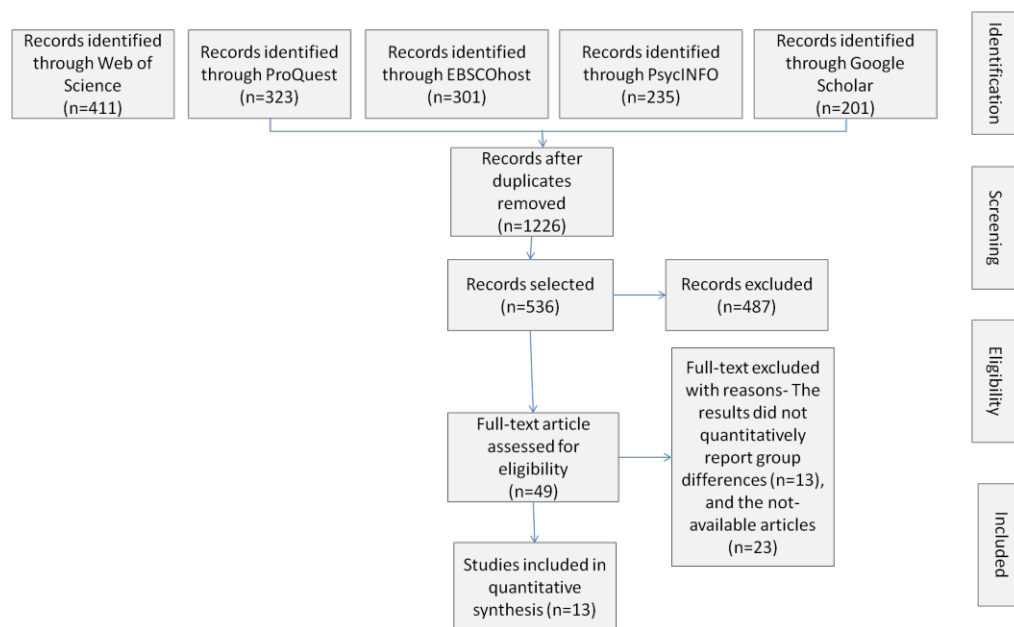 Records identified
through Web of
Science
(n=411)
Records identified
through ProQuest
(n=323)
Records identified
through EBSCOhost
(n=301)
Records identified
through PsycINFO
(n=235)
Records identified
through Google
Scholar
(n=201)
Identification
Records after
duplicates
removed
(n=1226)
Screening
Records selected
(n=536)
Records excluded
(n=487)
Eligibility
Full-text article
assessed for
eligibility
(n=49)
Full-text excluded
with reasons- The
results did not
quantitatively
report group
differences (n=13),
and the not-
available articles
(n=23)
Included
Studies included in
quantitative
synthesis (n=13)